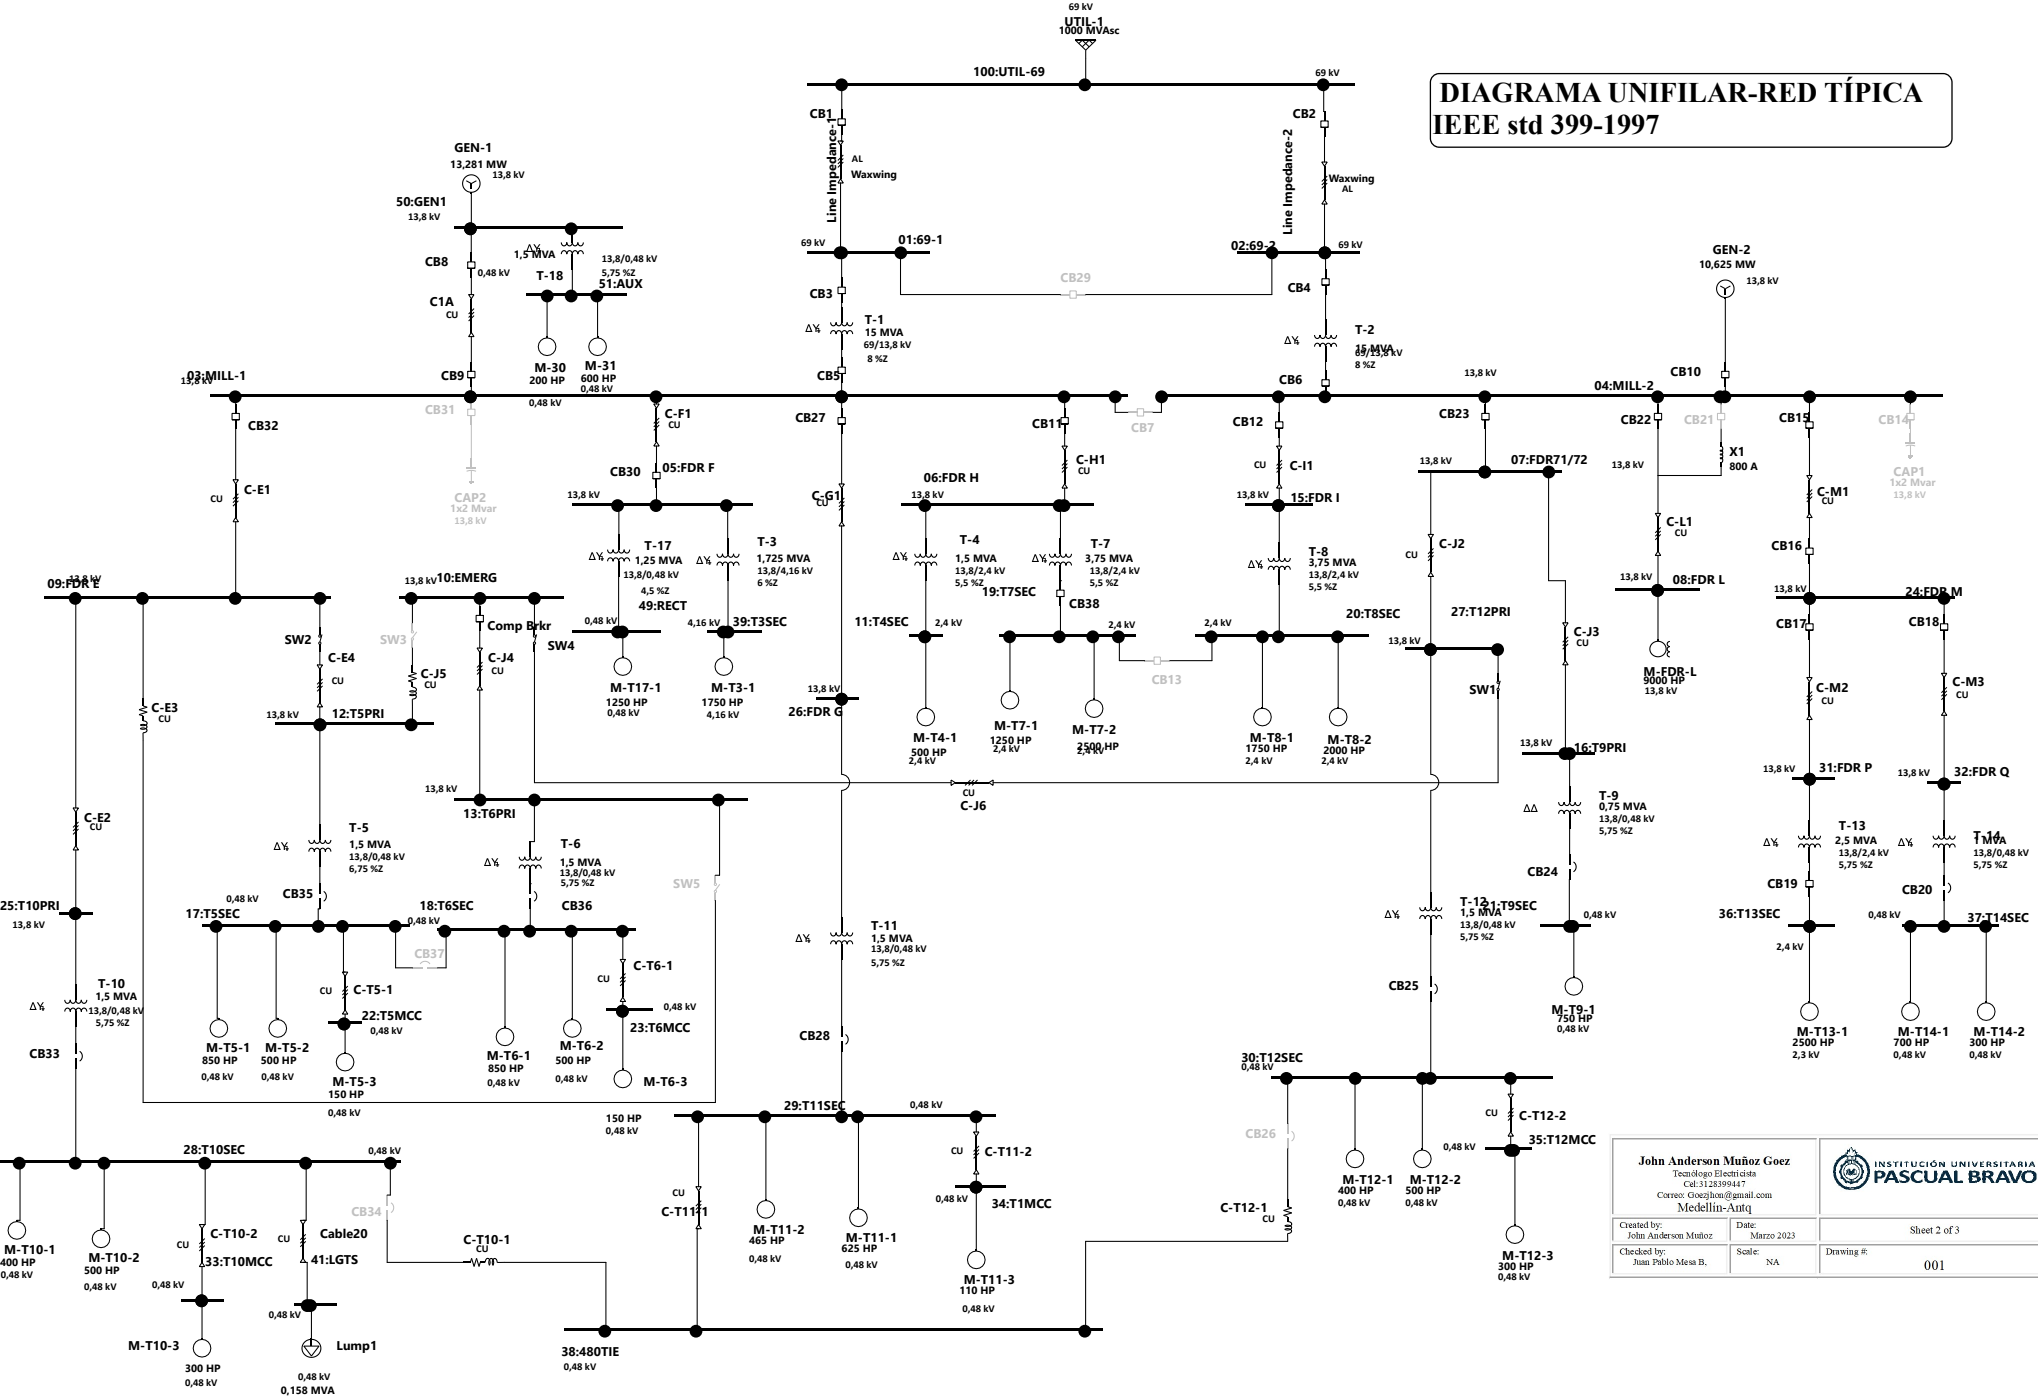 69 kV
UTIL-1
1000 MVAsc
100:UTIL-69
69 kV
DIAGRAMA UNIFILAR-RED TÍPICA
IEEE std 399-1997
CB1
CB2
Line Impedance-1
AL
Waxwing
Line Impedance-2
Waxwing
AL
GEN-1
13,281 MW
13,8 kV
50:GEN1
13,8 kV
ΔY
1,5 MVA
13,8/0,48 kV
5,75 %Z
T-18
51:AUX
0,48 kV
CB8
C1A
CU
M-30
200 HP
0,48 kV
M-31
600 HP
0,48 kV
CB9
69 kV
01:69-1
02:69-2
69 kV
CB29
CB3
CB4
ΔY
T-1
15 MVA
69/13,8 kV
8 %Z
ΔY
T-2
15 MVA
69/13,8 kV
8 %Z
CB5
CB6
GEN-2
10,625 MW
13,8 kV
CB10
03:MILL-1
13,8 kV
13,8 kV
04:MILL-2
CB32
CB31
C-F1
CU
CB27
CB11
CB7
CB12
CB23
CB22
CB21
CB15
CB14
C-E1
CU
CAP2
1x2 Mvar
13,8 kV
CB30
05:FDR F
13,8 kV
C-G1
CU
C-H1
CU
06:FDR H
13,8 kV
CU
C-I1
13,8 kV
15:FDR I
13,8 kV
07:FDR71/72
13,8 kV
X1
800 A
CAP1
1x2 Mvar
13,8 kV
C-M1
CU
C-L1
CU
CB16
ΔY
T-17
1,25 MVA
13,8/0,48 kV
4,5 %Z
ΔY
T-3
1,725 MVA
13,8/4,16 kV
6 %Z
ΔY
T-4
1,5 MVA
13,8/2,4 kV
5,5 %Z
ΔY
T-7
3,75 MVA
13,8/2,4 kV
5,5 %Z
ΔY
T-8
3,75 MVA
13,8/2,4 kV
5,5 %Z
CU
C-J2
09:FDR E
13,8 kV
13,8 kV
10:EMERG
49:RECT
0,48 kV
4,16 kV
39:T3SEC
19:T7SEC
CB38
11:T4SEC
2,4 kV
2,4 kV
20:T8SEC
2,4 kV
27:T12PRI
13,8 kV
13,8 kV
08:FDR L
13,8 kV
24:FDR M
CB17
CB18
SW2
SW3
Comp Brkr
SW4
C-E4
CU
C-J5
CU
C-J4
CU
C-J3
CU
M-T17-1
1250 HP
0,48 kV
M-T3-1
1750 HP
4,16 kV
CB13
SW1
M-FDR-L
9000 HP
13,8 kV
C-M2
CU
C-M3
CU
C-E3
CU
13,8 kV
12:T5PRI
13,8 kV
26:FDR G
M-T4-1
500 HP
2,4 kV
M-T7-1
1250 HP
2,4 kV
M-T7-2
2500 HP
2,4 kV
M-T8-1
1750 HP
2,4 kV
M-T8-2
2000 HP
2,4 kV
13,8 kV
16:T9PRI
13,8 kV
31:FDR P
13,8 kV
32:FDR Q
13,8 kV
13:T6PRI
CU
C-J6
C-E2
CU
ΔY
T-5
1,5 MVA
13,8/0,48 kV
6,75 %Z
CB35
ΔY
T-6
1,5 MVA
13,8/0,48 kV
5,75 %Z
CB36
SW5
ΔΔ
T-9
0,75 MVA
13,8/0,48 kV
5,75 %Z
CB24
ΔY
T-13
2,5 MVA
13,8/2,4 kV
5,75 %Z
CB19
ΔY
T-14
1 MVA
13,8/0,48 kV
5,75 %Z
CB20
25:T10PRI
13,8 kV
0,48 kV
17:T5SEC
0,48 kV
18:T6SEC
CB37
ΔY
T-11
1,5 MVA
13,8/0,48 kV
5,75 %Z
ΔY
T-12
1,5 MVA
13,8/0,48 kV
5,75 %Z
21:T9SEC
0,48 kV
36:T13SEC
2,4 kV
0,48 kV
37:T14SEC
ΔY
T-10
1,5 MVA
13,8/0,48 kV
5,75 %Z
CB33
CU
C-T5-1
22:T5MCC
0,48 kV
CU
C-T6-1
0,48 kV
23:T6MCC
CB28
CB25
M-T5-1
850 HP
0,48 kV
M-T5-2
500 HP
0,48 kV
M-T5-3
150 HP
0,48 kV
M-T6-1
850 HP
0,48 kV
M-T6-2
500 HP
0,48 kV
M-T6-3
150 HP
0,48 kV
M-T9-1
750 HP
0,48 kV
M-T13-1
2500 HP
2,3 kV
M-T14-1
700 HP
0,48 kV
M-T14-2
300 HP
0,48 kV
30:T12SEC
0,48 kV
29:T11SEC
0,48 kV
CB26
CU
C-T12-2
0,48 kV
35:T12MCC
28:T10SEC
0,48 kV
CU
C-T11-2
0,48 kV
34:T1MCC
CU
C-T11-1
M-T12-1
400 HP
0,48 kV
M-T12-2
500 HP
0,48 kV
CB34
C-T12-1
CU
M-T10-1
400 HP
0,48 kV
M-T10-2
500 HP
0,48 kV
CU
C-T10-2
33:T10MCC
0,48 kV
CU
Cable20
41:LGTS
0,48 kV
C-T10-1
CU
M-T11-2
465 HP
0,48 kV
M-T11-1
625 HP
0,48 kV
M-T11-3
110 HP
0,48 kV
M-T12-3
300 HP
0,48 kV
M-T10-3
300 HP
0,48 kV
Lump1
0,48 kV
0,158 MVA
38:480TIE
0,48 kV
John Anderson Muñoz Goez
Tecnólogo Electricista
Cel:3128399447
Correo: Goezjhon@gmail.com
Medellín-Antq
INSTITUCIÓN UNIVERSITARIA
PASCUAL BRAVO
Created by:
John Anderson Muñoz
Date:
Marzo 2023
Sheet 2 of 3
Checked by:
Juan Pablo Mesa B.
Scale:
NA
Drawing #:
001